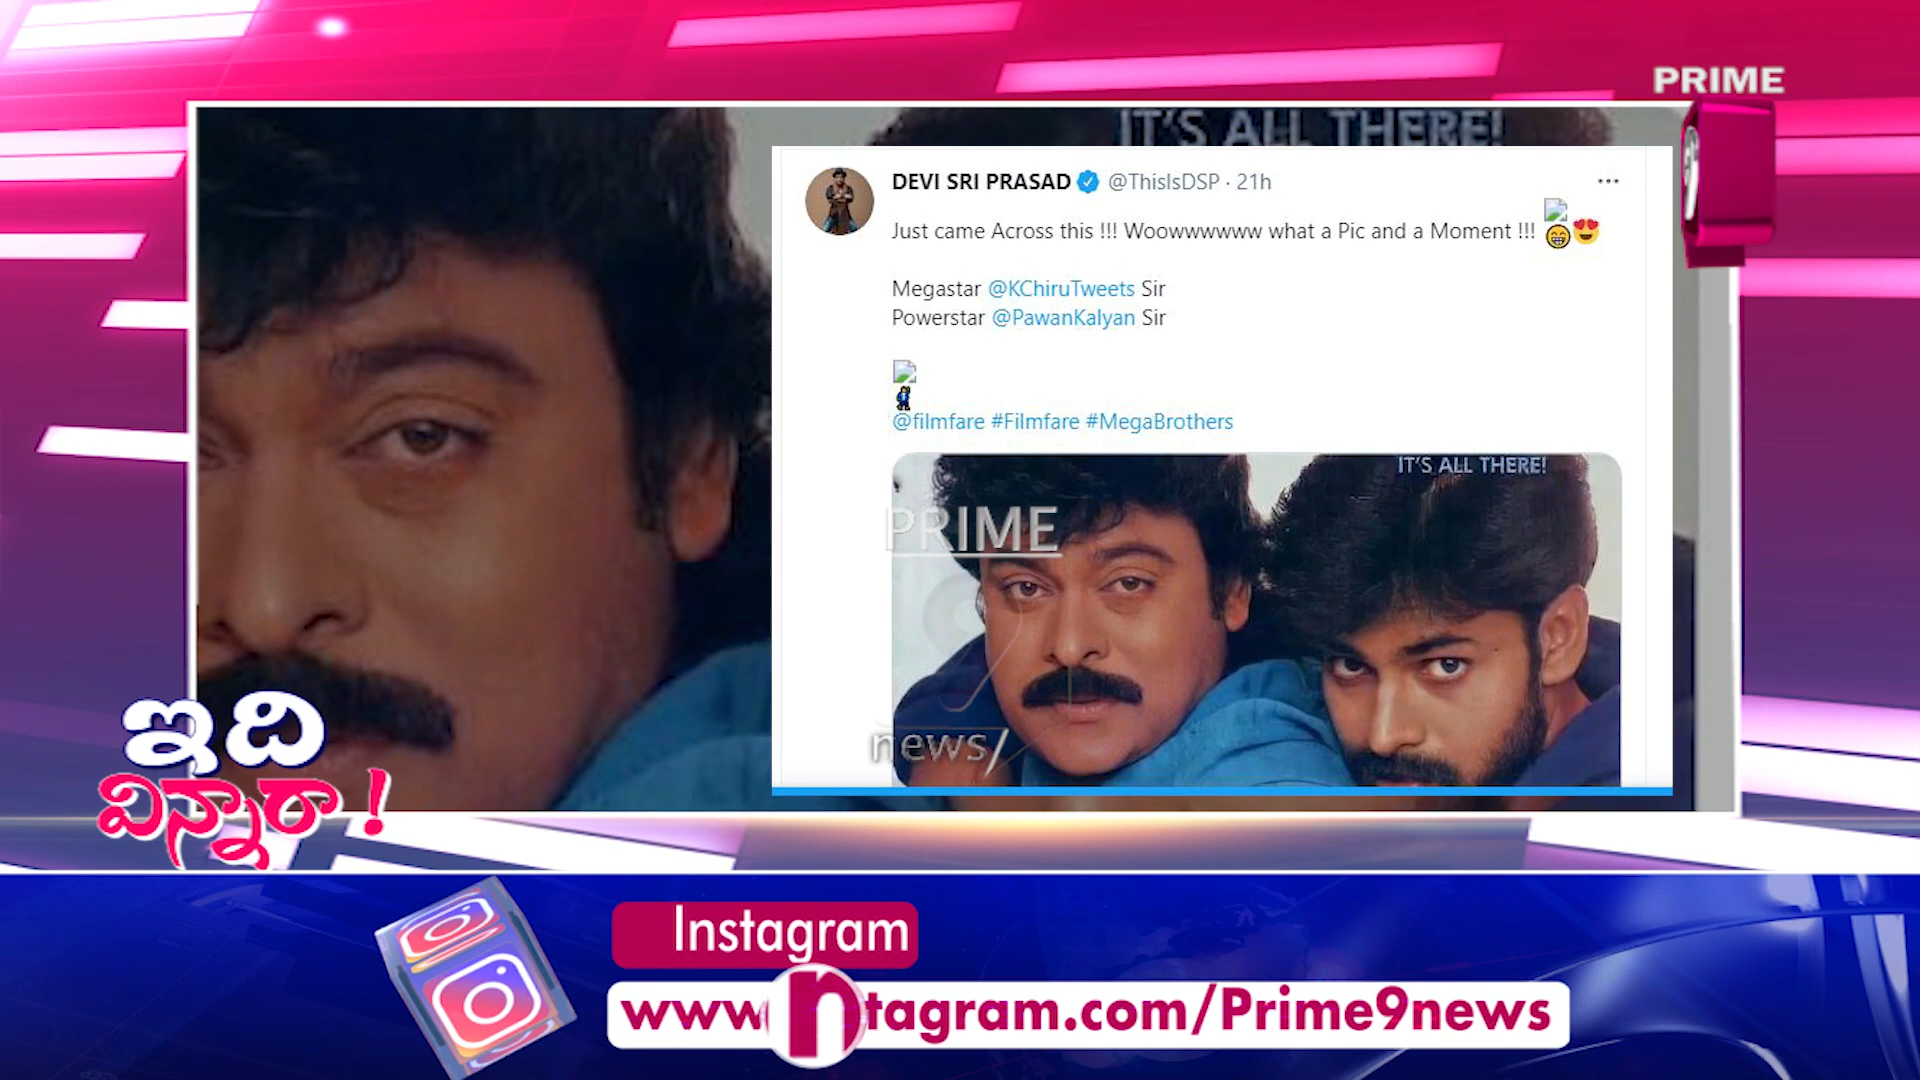 PRIME
IT'S ALL THERE!
DEVI SRI PRASAD @ThisIsDSP · 21h
Just came Across this !!! Woowwwwww what a Pic and a Moment !!!
Megastar @KChiruTweets Sir
Powerstar @PawanKalyan Sir
@filmfare #Filmfare #MegaBrothers
IT'S ALL THERE!
PRIME
9
news
ఇది
విన్నారా !
Instagram
www tagram.com/Prime9news